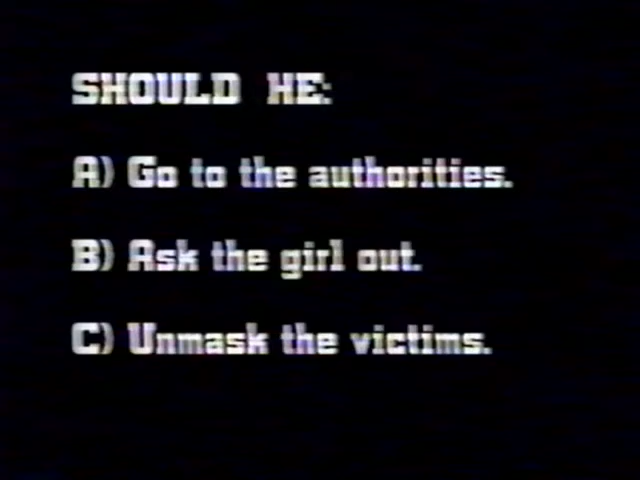 SHOULD HE:
A) Go to the authorities.
B) Ask the girl out.
C) Unmask the victims.